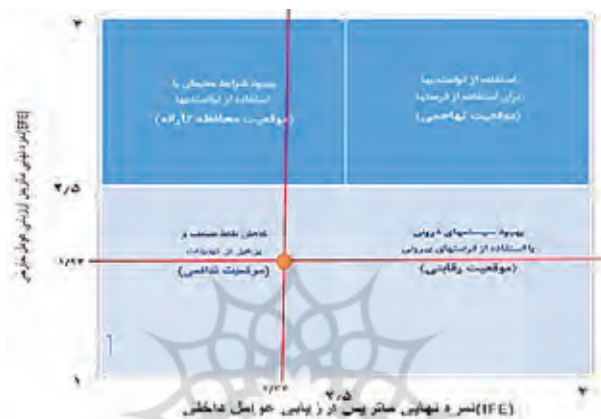 ۴
استفاده از توانمندیها
برای استفاده از فرصتها
(موقعیت تهاجمی)
بهبود شرایط محیطی با
استفاده از توانمندیها
(موقعیت محافظه کارانه)
نمره نهایی ماتریس ارزیابی عوامل خارجی (EFE)
۲/۵
بهبود سیستمهای درونی
با استفاده از فرصتهای بیرونی
(موقعیت رقابتی)
کاهش نقاط ضعف و
پرهیز از تهدیدات
(موقعیت تدافعی)
۱
۲/۵
نمره نهایی ماتریس ارزیابی عوامل داخلی (IFE)